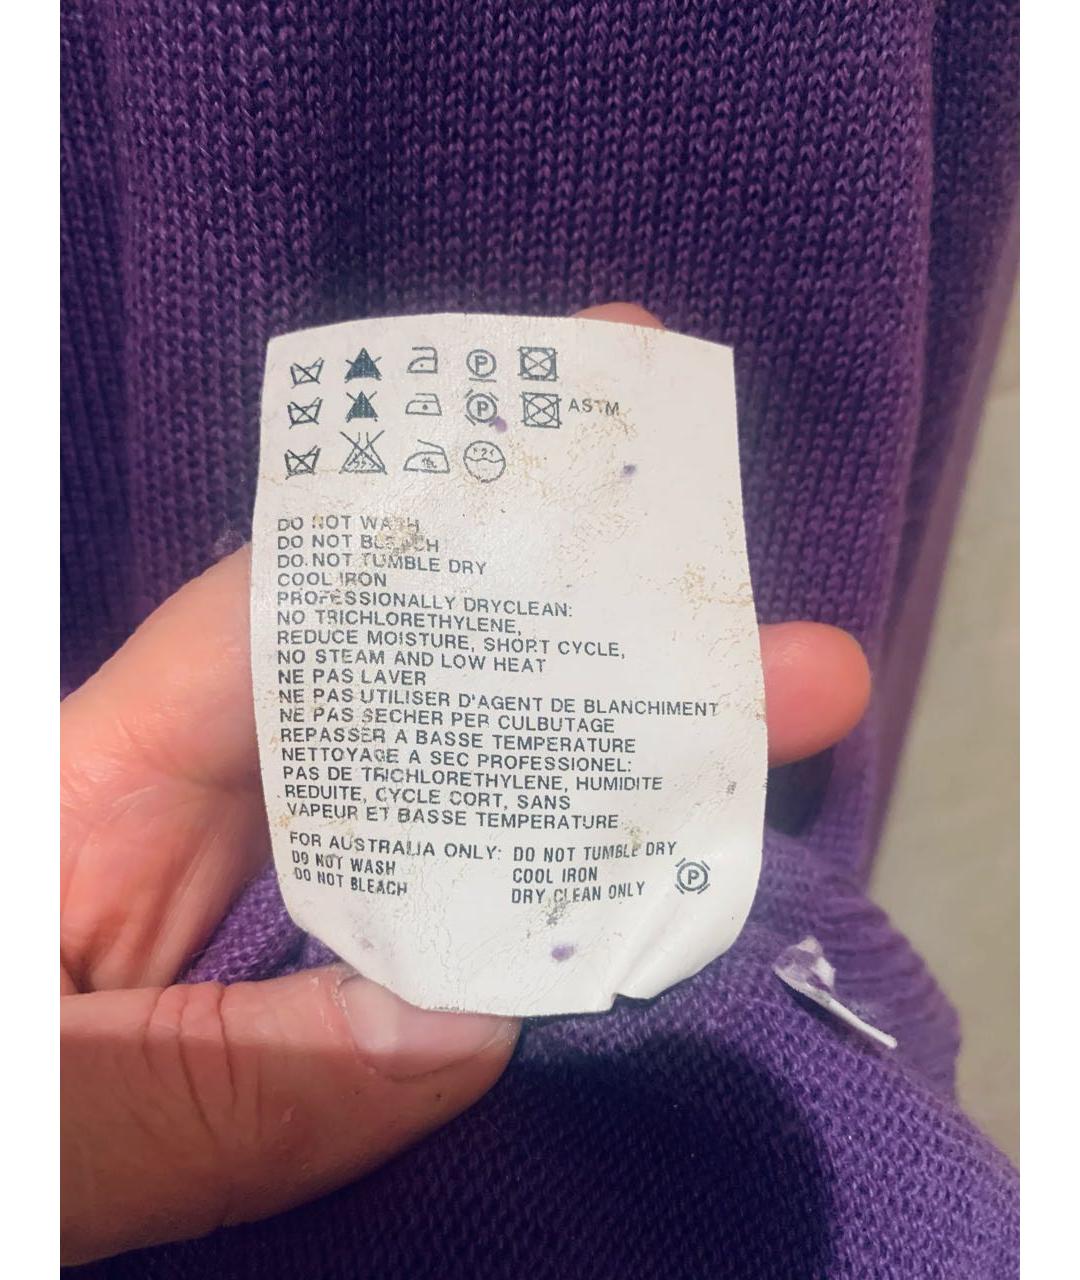 P
P ASTM
DO NOT WASH
DO NOT BLEACH
DO NOT TUMBLE DRY
COOL IRON
PROFESSIONALLY DRYCLEAN:
NO TRICHLORETHYLENE,
REDUCE MOISTURE, SHORT CYCLE,
NO STEAM AND LOW HEAT
NE PAS LAVER
NE PAS UTILISER D'AGENT DE BLANCHIMENT
NE PAS SECHER PER CULBUTAGE
REPASSER A BASSE TEMPERATURE
NETTOYAGE A SEC PROFESSIONEL:
PAS DE TRICHLORETHYLENE, HUMIDITE
REDUITE, CYCLE CORT, SANS
VAPEUR ET BASSE TEMPERATURE
FOR AUSTRALIA ONLY: DO NOT TUMBLE DRY
DO NOT WASH COOL IRON P
DO NOT BLEACH DRY CLEAN ONLY